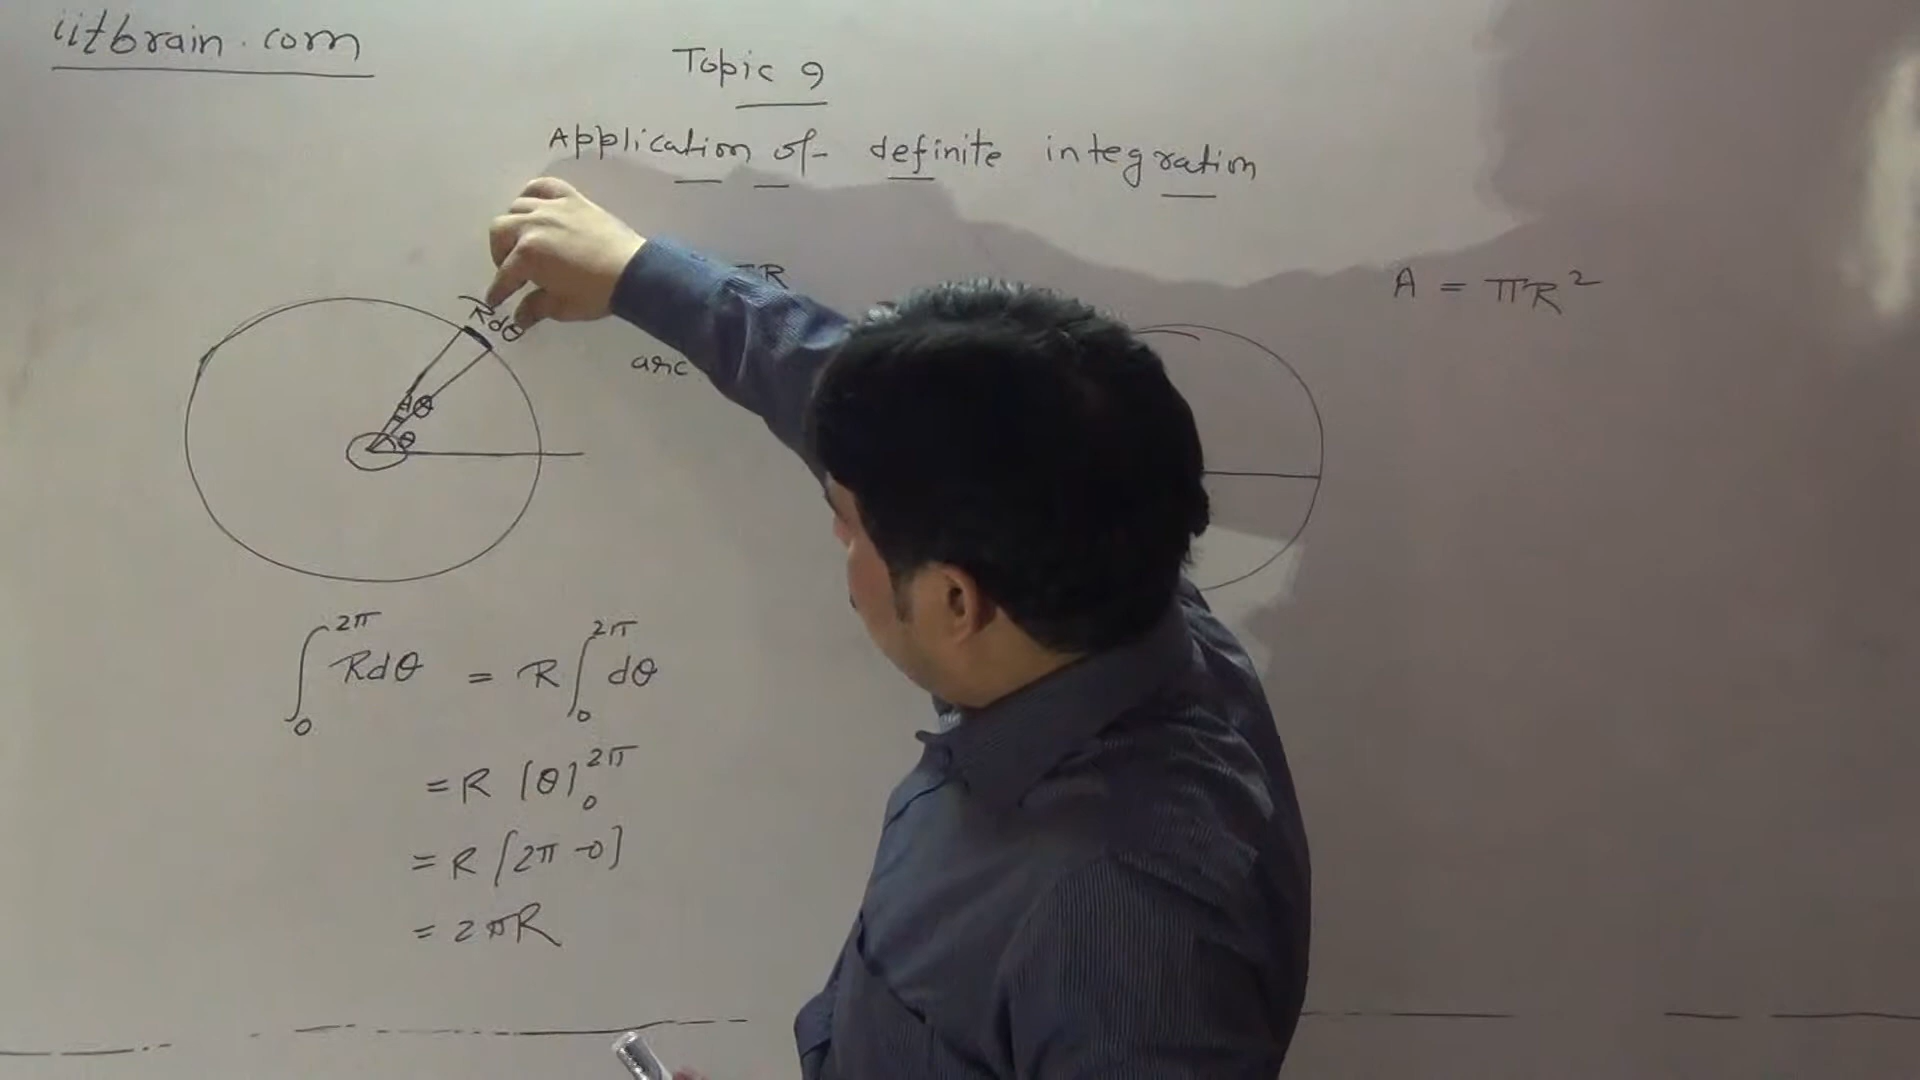 iitbrain.com
Topic 9
Application of definite integration
A = πR²
R
Rdθ
arc
dθ
θ
∫₀^2π Rdθ = R ∫₀^2π dθ
= R [θ]₀^2π
= R [2π - 0]
= 2πR